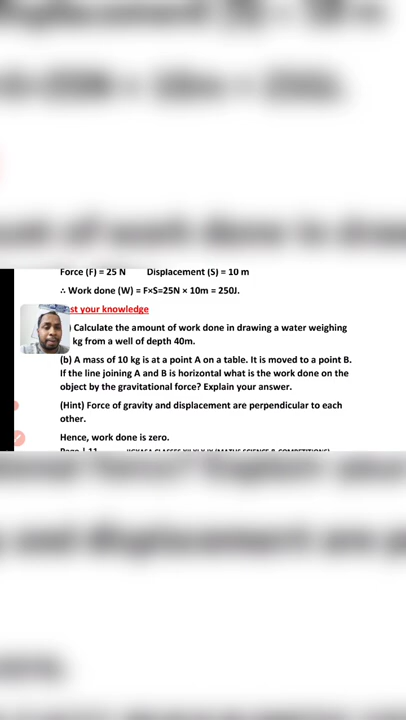 Force (F) = 25 N Displacement (S) = 10 m
∴ Work done (W) = F×S=25N × 10m = 250J.
st your knowledge
) Calculate the amount of work done in drawing a water weighing
kg from a well of depth 40m.
(b) A mass of 10 kg is at a point A on a table. It is moved to a point B.
If the line joining A and B is horizontal what is the work done on the
object by the gravitational force? Explain your answer.
(Hint) Force of gravity and displacement are perpendicular to each
other.
Hence, work done is zero.